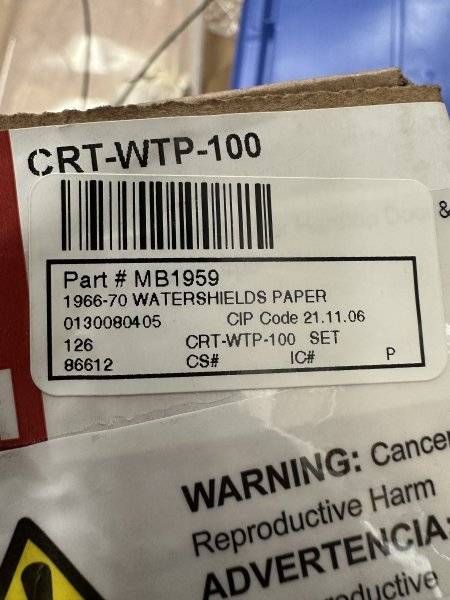 CRT-WTP-100
&
Part # MB1959
1966-70 WATERSHIELDS PAPER
0130080405 CIP Code 21.11.06
126 CRT-WTP-100 SET
86612 CS# IC# P
WARNING: Cancer
Reproductive Harm
ADVERTENCIA: